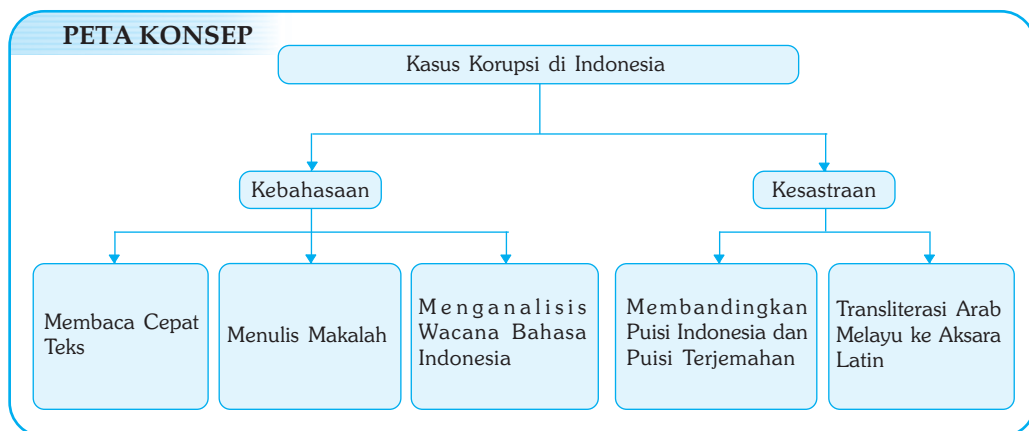 PETA KONSEP
Kasus Korupsi di Indonesia
Kebahasaan
Kesastraan
Membaca Cepat
Teks
Menulis Makalah
Menganalisis
Wacana Bahasa
Indonesia
Membandingkan
Puisi Indonesia dan
Puisi Terjemahan
Transliterasi Arab
Melayu ke Aksara
Latin